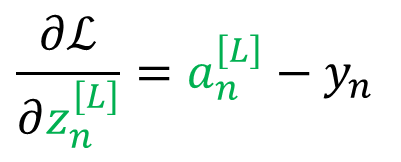 ∂ℒ/∂z_n^[L] = a_n^[L] − y_n